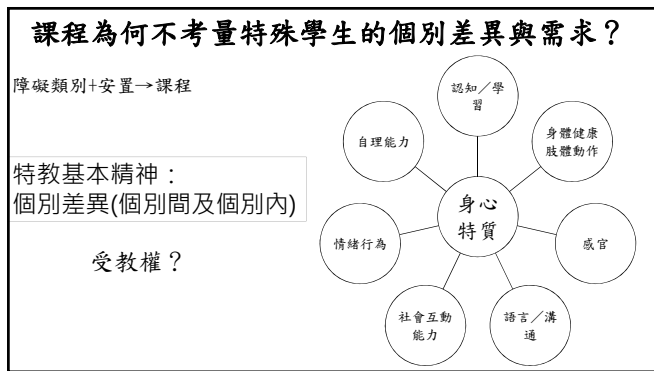 課程為何不考量特殊學生的個別差異與需求？
障礙類別+安置→課程
特教基本精神：
個別差異(個別間及個別內)
受教權？
身心
特質
認知／學
習
身體健康
肢體動作
感官
語言／溝
通
社會互動
能力
情緒行為
自理能力